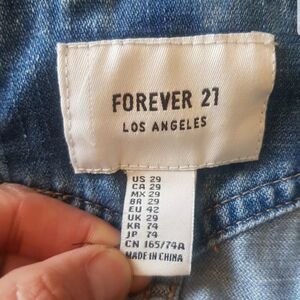 FOREVER 21
LOS ANGELES
US 29
CA 29
MX 29
BR 29
EU 42
UK 29
KR 74
JP 74
CN 165/74A
MADE IN CHINA